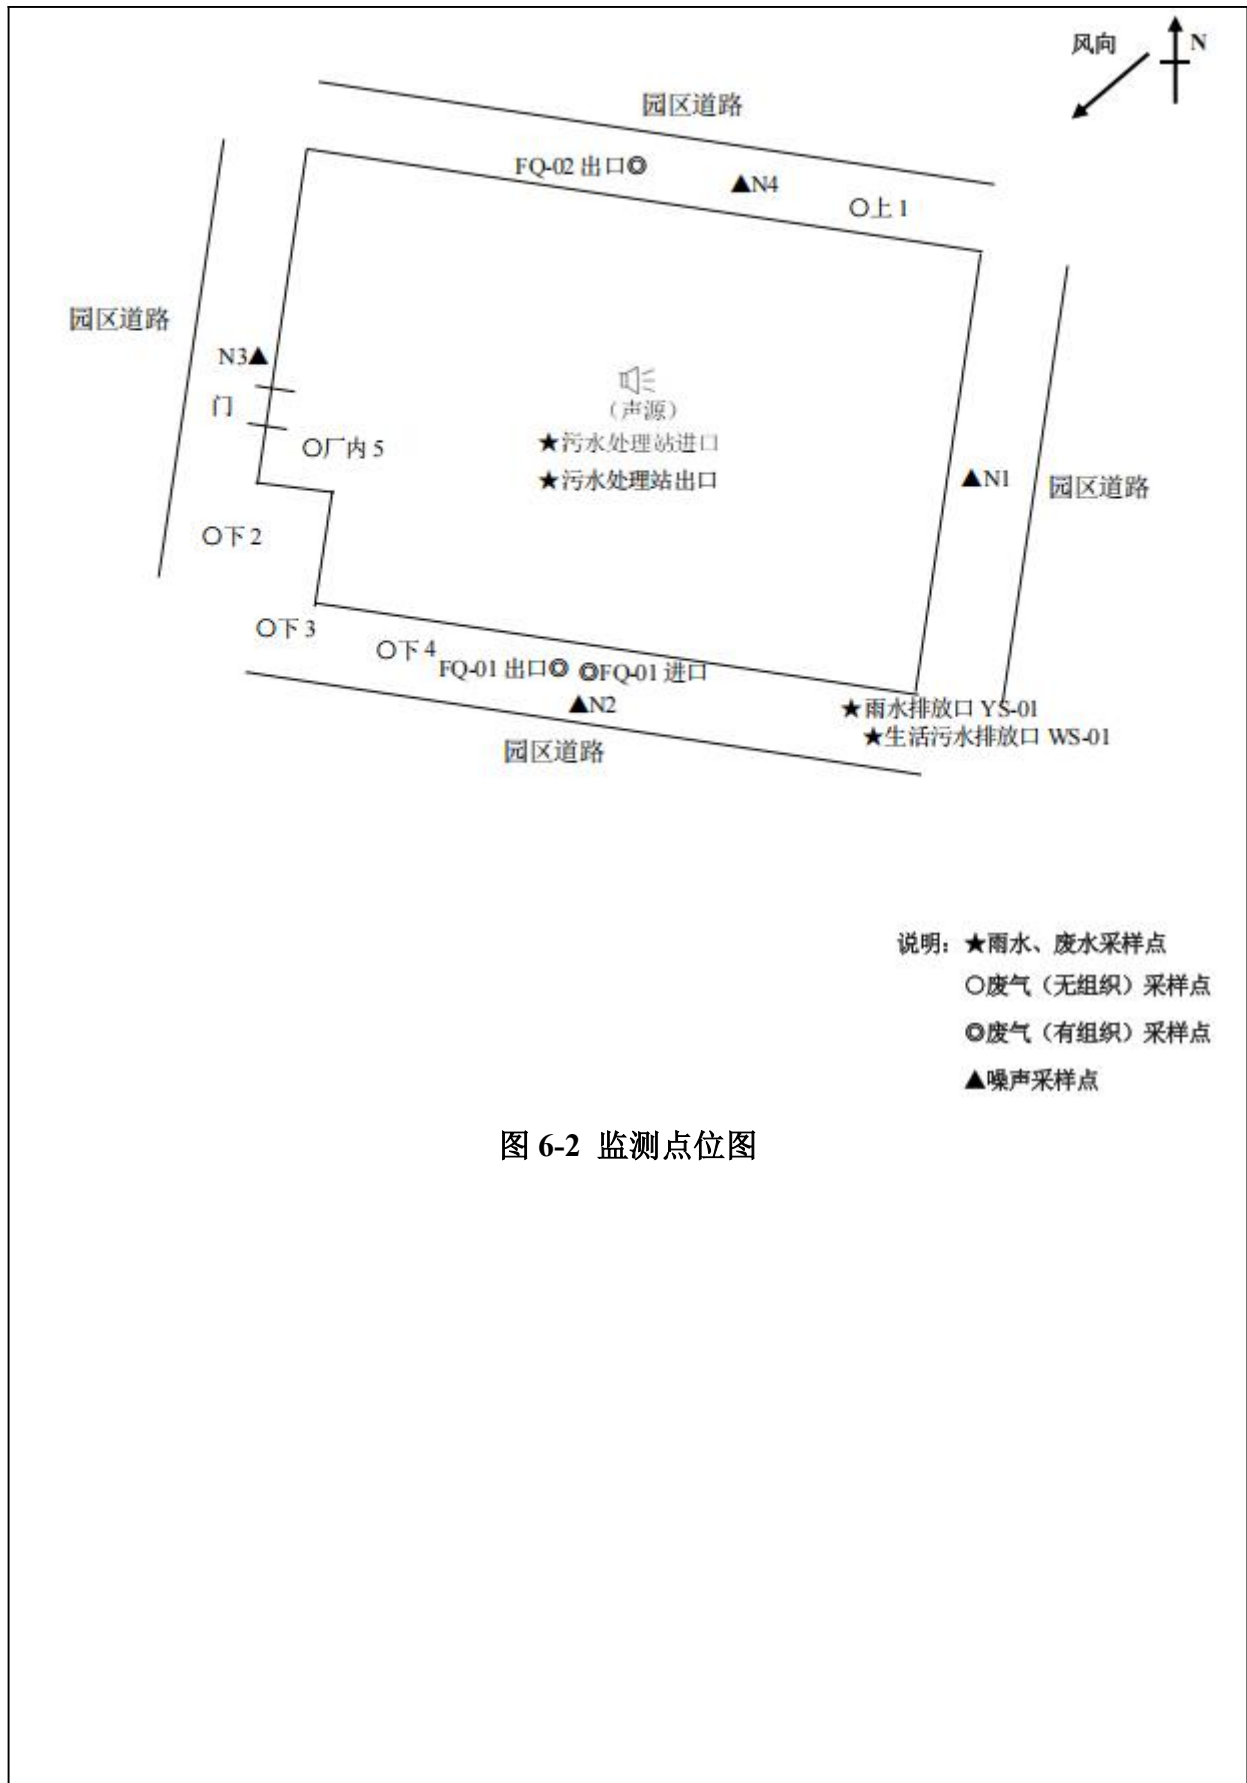 风向
N
园区道路
FQ-02 出口◎
▲N4
○上 1
园区道路
N3▲
门
（声源）
○厂内 5
★污水处理站进口
★污水处理站出口
▲N1
园区道路
○下 2
○下 3
○下 4
FQ-01 出口◎ ◎FQ-01 进口
▲N2
★雨水排放口 YS-01
★生活污水排放口 WS-01
园区道路
说明：★雨水、废水采样点
○废气（无组织）采样点
◎废气（有组织）采样点
▲噪声采样点
图 6-2 监测点位图